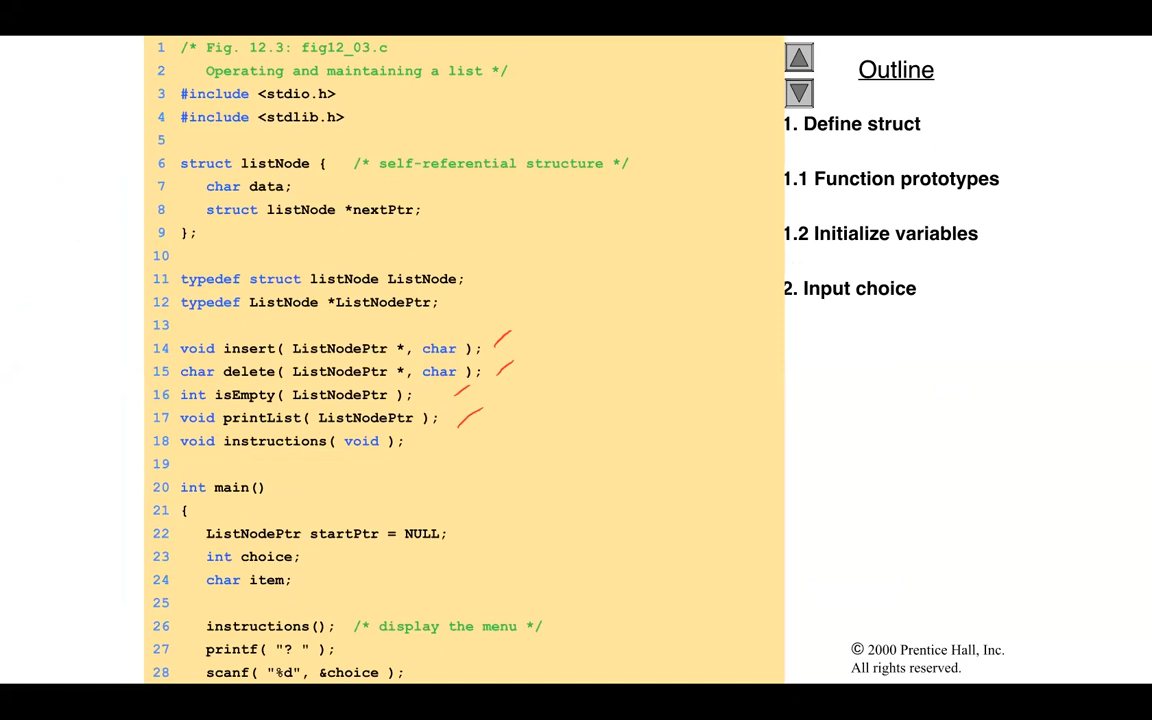 1 /* Fig. 12.3: fig12_03.c
2 Operating and maintaining a list */
3 #include <stdio.h>
4 #include <stdlib.h>
5
6 struct listNode { /* self-referential structure */
7 char data;
8 struct listNode *nextPtr;
9 };
10
11 typedef struct listNode ListNode;
12 typedef ListNode *ListNodePtr;
13
14 void insert( ListNodePtr *, char );
15 char delete( ListNodePtr *, char );
16 int isEmpty( ListNodePtr );
17 void printList( ListNodePtr );
18 void instructions( void );
19
20 int main()
21 {
22 ListNodePtr startPtr = NULL;
23 int choice;
24 char item;
25
26 instructions(); /* display the menu */
27 printf( "? " );
28 scanf( "%d", &choice );
Outline
1. Define struct
1.1 Function prototypes
1.2 Initialize variables
2. Input choice
© 2000 Prentice Hall, Inc.
All rights reserved.